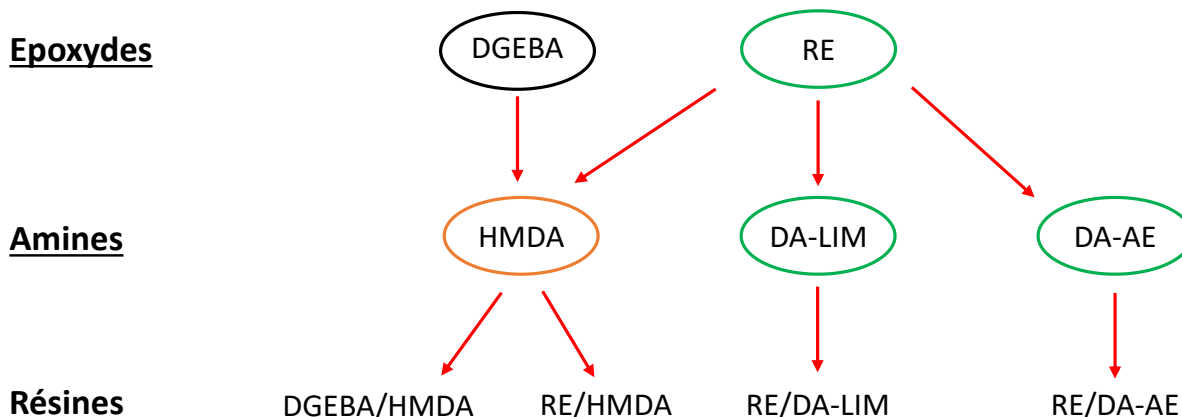 Epoxydes DGEBA RE
Amines HMDA DA-LIM DA-AE
Résines DGEBA/HMDA RE/HMDA RE/DA-LIM RE/DA-AE